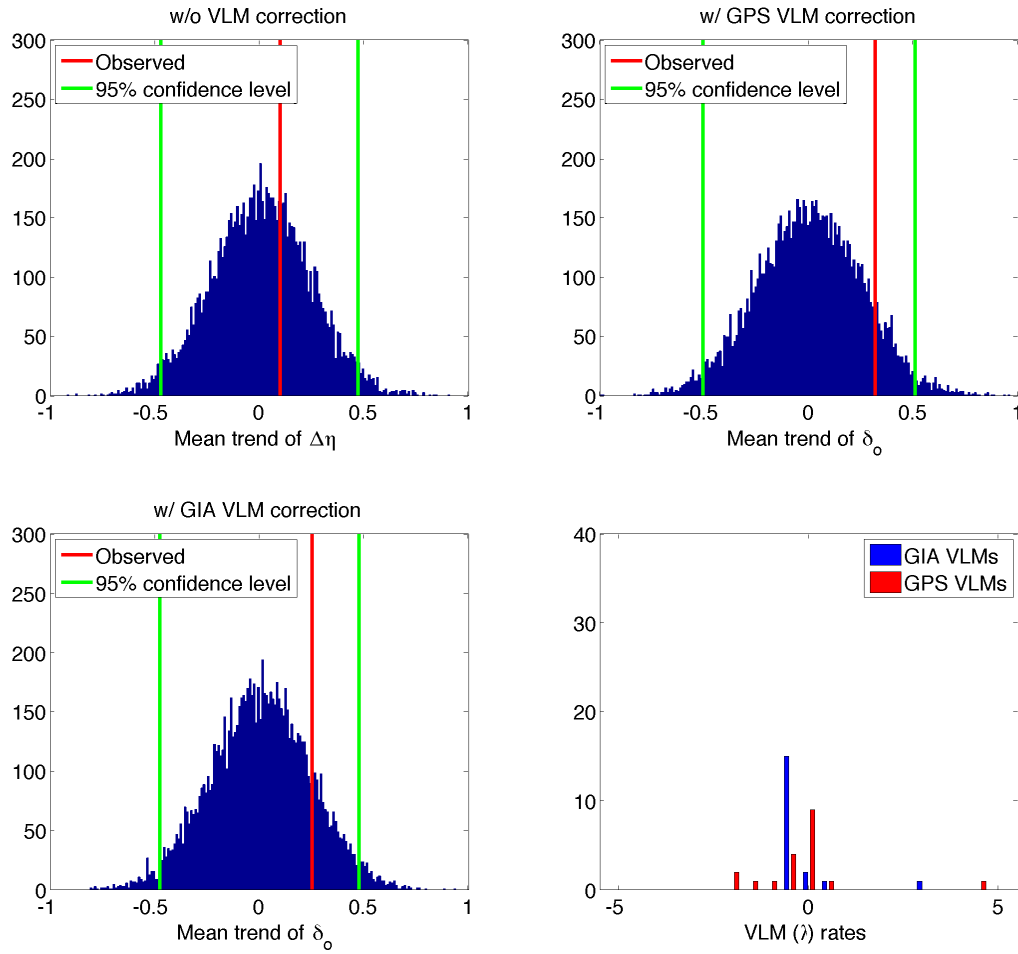 w/o VLM correction
300
250
200
150
100
50
0
Observed
95% confidence level
-1
-0.5
0
0.5
1
Mean trend of Δη
w/ GPS VLM correction
300
250
200
150
100
50
0
Observed
95% confidence level
-1
-0.5
0
0.5
1
Mean trend of δo
w/ GIA VLM correction
300
250
200
150
100
50
0
Observed
95% confidence level
-1
-0.5
0
0.5
1
Mean trend of δo
40
30
20
10
0
GIA VLMs
GPS VLMs
-5
0
5
VLM (λ) rates